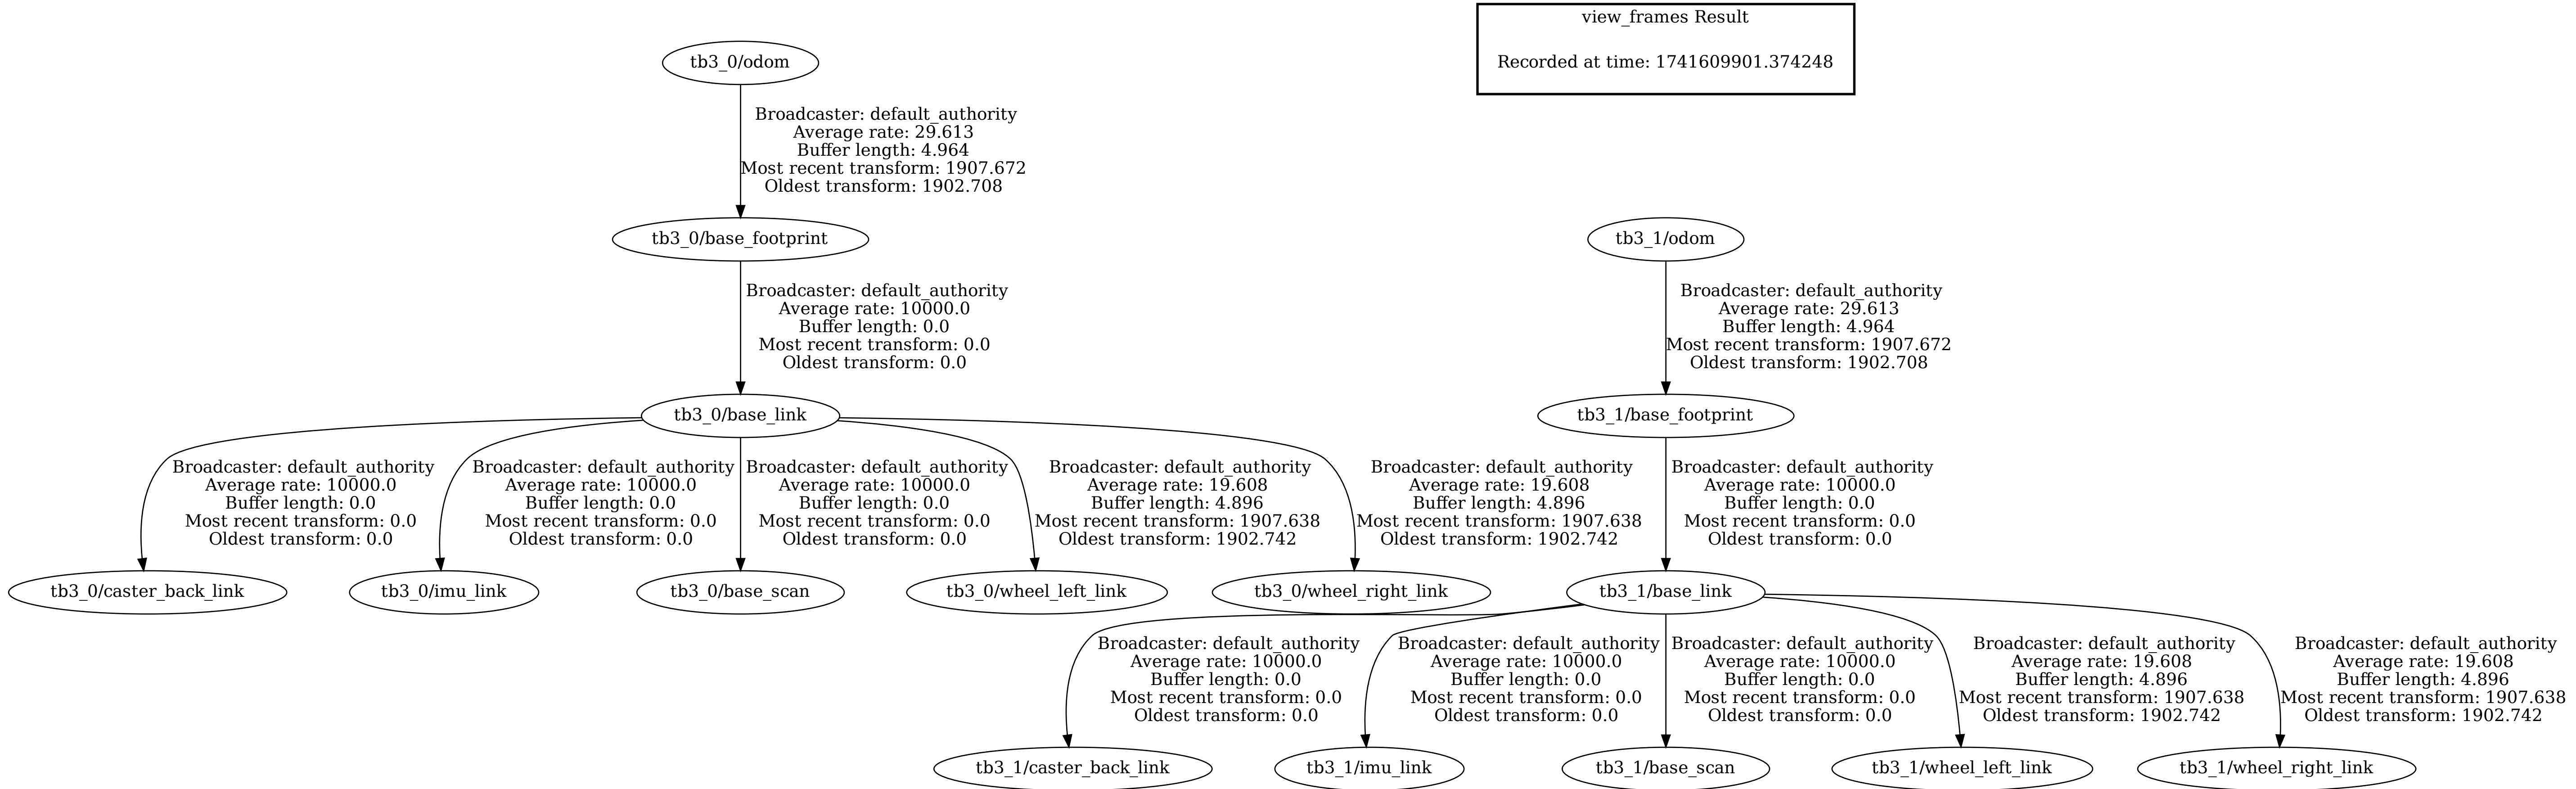 view_frames Result
Recorded at time: 1741609901.374248
tb3_0/odom
Broadcaster: default_authority
Average rate: 29.613
Buffer length: 4.964
Most recent transform: 1907.672
Oldest transform: 1902.708
tb3_0/base_footprint
Broadcaster: default_authority
Average rate: 10000.0
Buffer length: 0.0
Most recent transform: 0.0
Oldest transform: 0.0
tb3_0/base_link
Broadcaster: default_authority
Average rate: 10000.0
Buffer length: 0.0
Most recent transform: 0.0
Oldest transform: 0.0
Broadcaster: default_authority
Average rate: 10000.0
Buffer length: 0.0
Most recent transform: 0.0
Oldest transform: 0.0
Broadcaster: default_authority
Average rate: 10000.0
Buffer length: 0.0
Most recent transform: 0.0
Oldest transform: 0.0
Broadcaster: default_authority
Average rate: 19.608
Buffer length: 4.896
Most recent transform: 1907.638
Oldest transform: 1902.742
Broadcaster: default_authority
Average rate: 19.608
Buffer length: 4.896
Most recent transform: 1907.638
Oldest transform: 1902.742
tb3_0/caster_back_link
tb3_0/imu_link
tb3_0/base_scan
tb3_0/wheel_left_link
tb3_0/wheel_right_link
tb3_1/odom
Broadcaster: default_authority
Average rate: 29.613
Buffer length: 4.964
Most recent transform: 1907.672
Oldest transform: 1902.708
tb3_1/base_footprint
Broadcaster: default_authority
Average rate: 10000.0
Buffer length: 0.0
Most recent transform: 0.0
Oldest transform: 0.0
tb3_1/base_link
Broadcaster: default_authority
Average rate: 10000.0
Buffer length: 0.0
Most recent transform: 0.0
Oldest transform: 0.0
Broadcaster: default_authority
Average rate: 10000.0
Buffer length: 0.0
Most recent transform: 0.0
Oldest transform: 0.0
Broadcaster: default_authority
Average rate: 10000.0
Buffer length: 0.0
Most recent transform: 0.0
Oldest transform: 0.0
Broadcaster: default_authority
Average rate: 19.608
Buffer length: 4.896
Most recent transform: 1907.638
Oldest transform: 1902.742
Broadcaster: default_authority
Average rate: 19.608
Buffer length: 4.896
Most recent transform: 1907.638
Oldest transform: 1902.742
tb3_1/caster_back_link
tb3_1/imu_link
tb3_1/base_scan
tb3_1/wheel_left_link
tb3_1/wheel_right_link